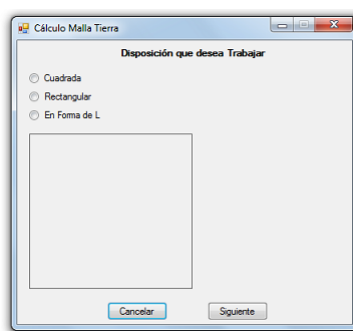 Cálculo Malla Tierra
Disposición que desea Trabajar
Cuadrada
Rectangular
En Forma de L
Cancelar
Siguiente